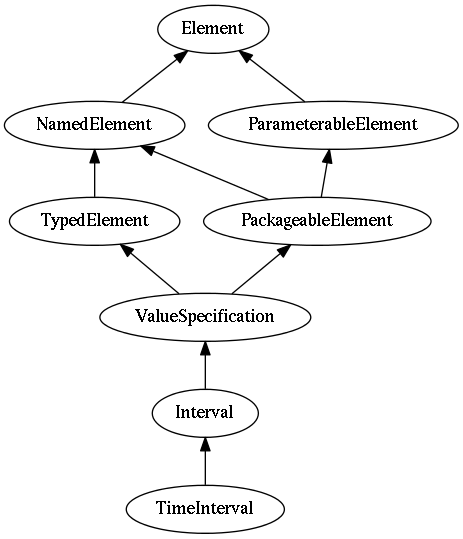 Element
NamedElement
ParameterableElement
TypedElement
PackageableElement
ValueSpecification
Interval
TimeInterval